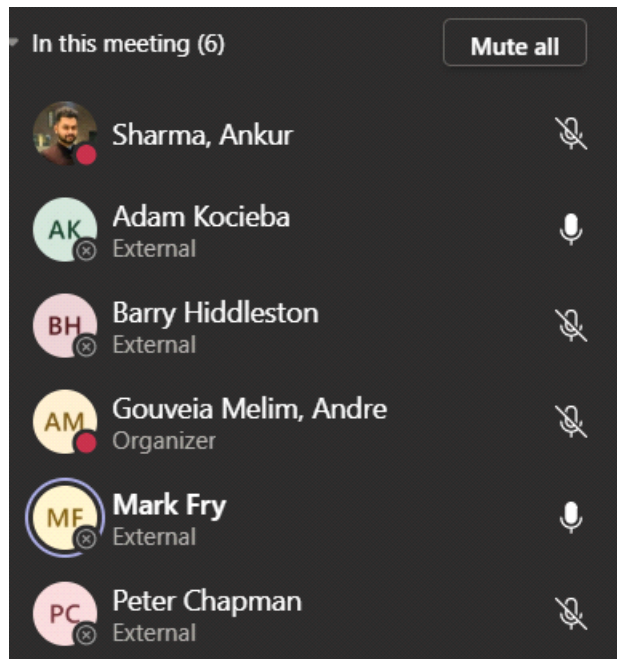 In this meeting (6)
Mute all
Sharma, Ankur
AK
Adam Kocieba
External
BH
Barry Hiddleston
External
AM
Gouveia Melim, Andre
Organizer
MF
Mark Fry
External
PC
Peter Chapman
External